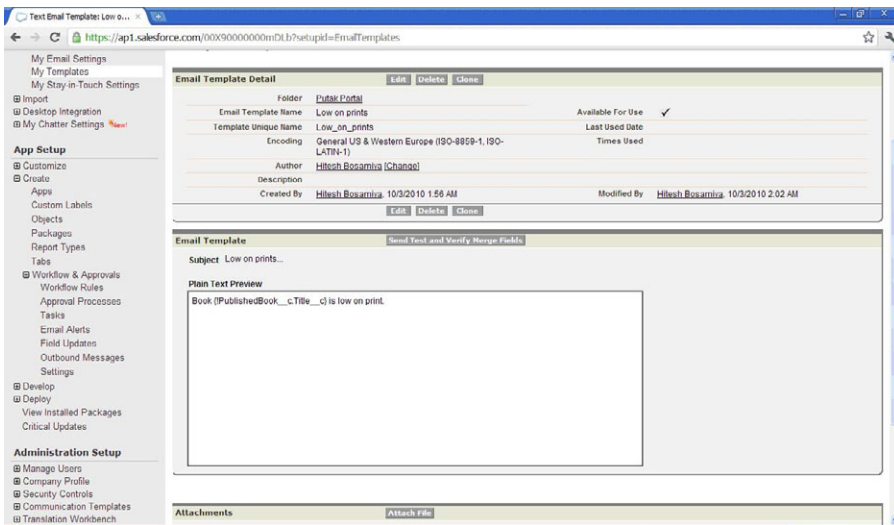 Text Email Template: Low o...
https://ap1.salesforce.com/00X90000000mDLb?setupid=EmailTemplates
My Email Settings
My Templates
My Stay-in-Touch Settings
Import
Desktop Integration
My Chatter Settings New!
App Setup
Customize
Create
Apps
Custom Labels
Objects
Packages
Report Types
Tabs
Workflow & Approvals
Workflow Rules
Approval Processes
Tasks
Email Alerts
Field Updates
Outbound Messages
Settings
Develop
Deploy
View Installed Packages
Critical Updates
Administration Setup
Manage Users
Company Profile
Security Controls
Communication Templates
Translation Workbench
Email Template Detail Edit Delete Clone
Folder Putak Portal
Email Template Name Low on prints Available For Use ✓
Template Unique Name Low_on_prints Last Used Date
Encoding General US & Western Europe (ISO-8859-1, ISO- Times Used
LATIN-1)
Author Hitesh Bosamiya [Change]
Description
Created By Hitesh Bosamiya, 10/3/2010 1:56 AM Modified By Hitesh Bosamiya, 10/3/2010 2:02 AM
Edit Delete Clone
Email Template Send Test and Verify Merge Fields
Subject Low on prints...
Plain Text Preview
Book {!PublishedBook__c.Title__c} is low on print.
Attachments Attach File